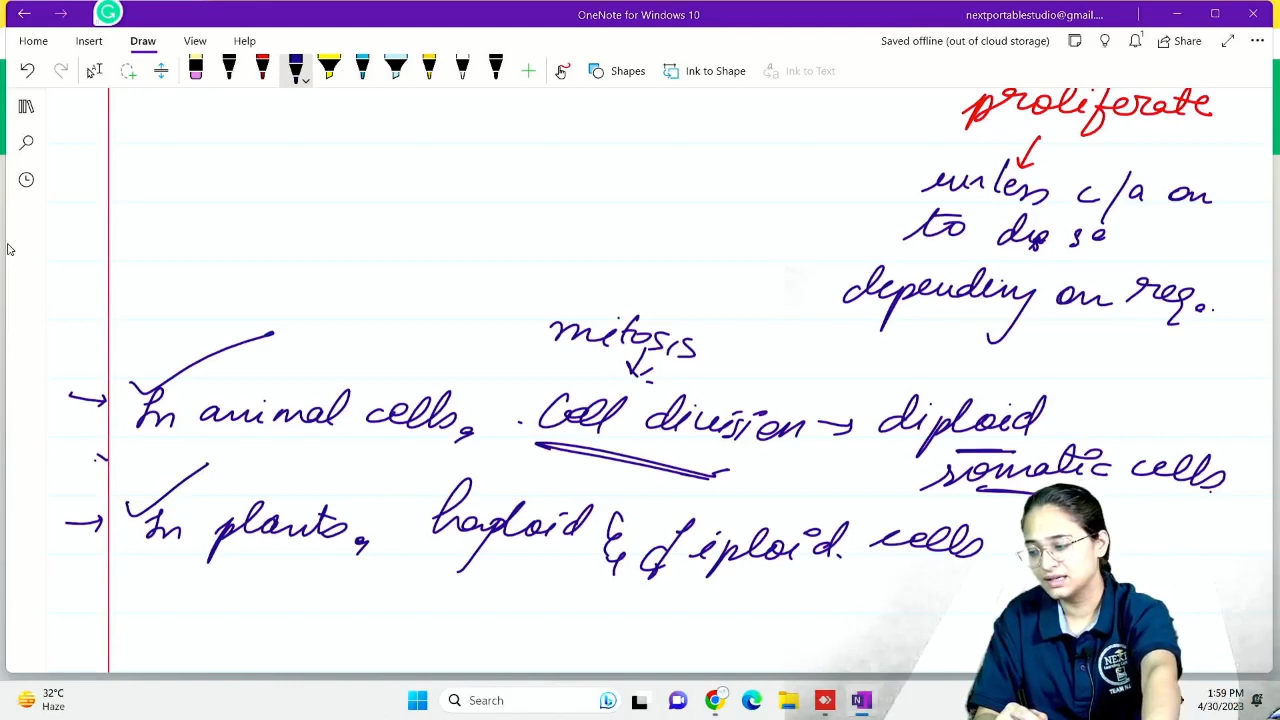 OneNote for Windows 10
nextportablestudio@gmail....
Home Insert Draw View Help
Saved offline (out of cloud storage) Share
Shapes Ink to Shape Ink to Text
proliferate
unless c/a on
to do so
depending on req.
mitosis
→ In animal cells, . Cell division → diploid
somatic cells.
→ In plants, haploid & diploid. cells
NEXT
TEAM
32°C
Haze
Search
1:59 PM
4/30/2023